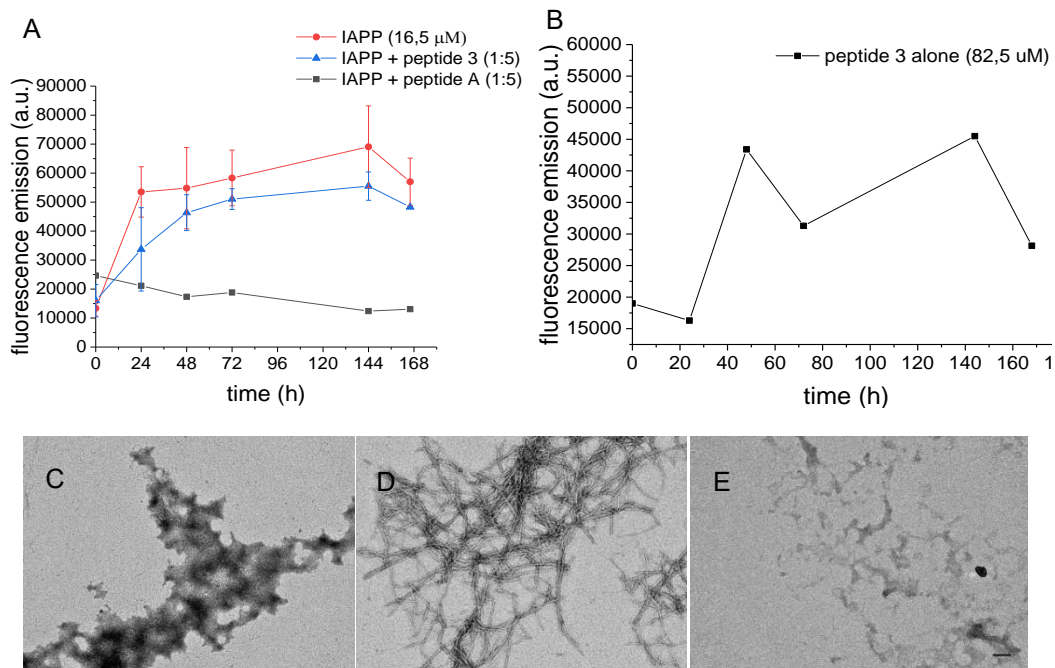 A
IAPP (16,5 μM)
IAPP + peptide 3 (1:5)
IAPP + peptide A (1:5)
fluorescence emission (a.u.)
90000
80000
70000
60000
50000
40000
30000
20000
10000
0
0 24 48 72 96 120 144 168
time (h)
B
peptide 3 alone (82,5 uM)
fluorescence emission (a.u.)
60000
55000
50000
45000
40000
35000
30000
25000
20000
15000
0 20 40 60 80 100 120 140 160 1
time (h)
C
D
E